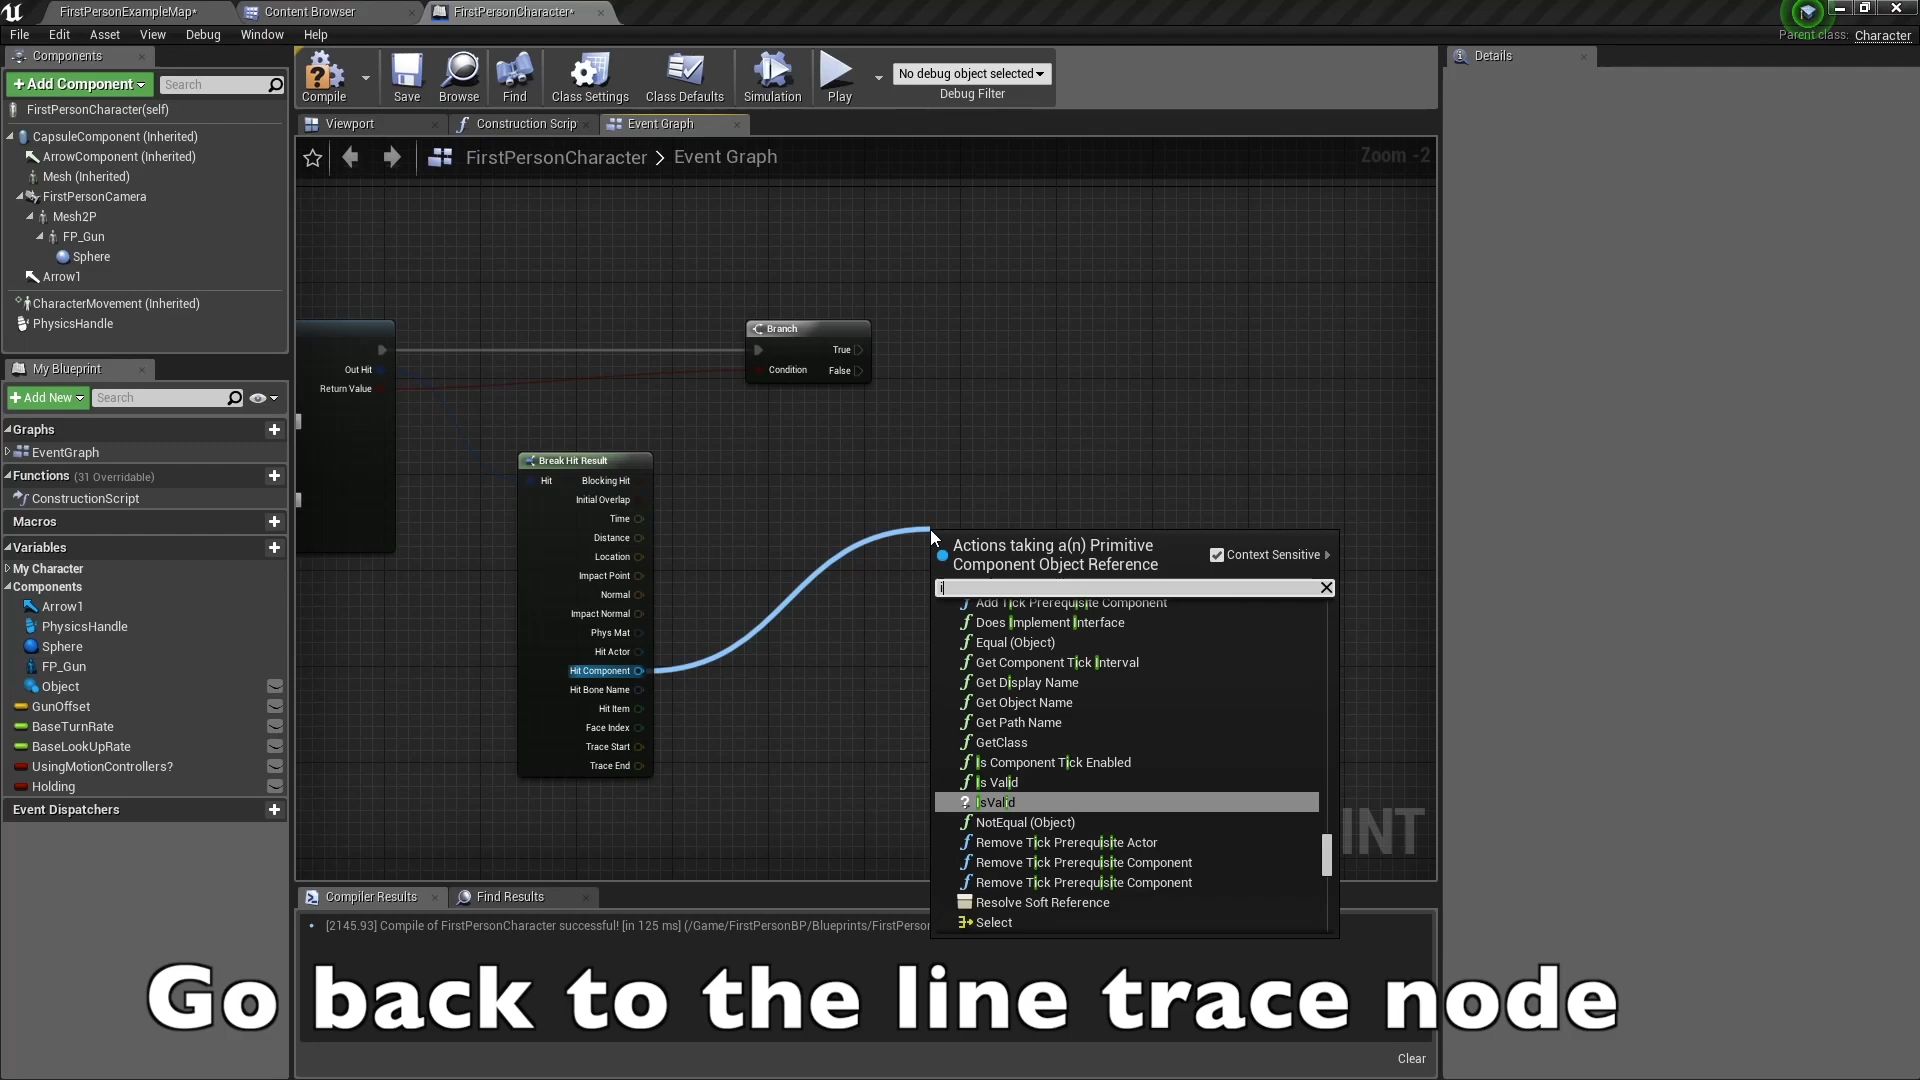 FirstPersonExampleMap*
Content Browser
FirstPersonCharacter*
File Edit Asset View Debug Window Help
Parent class: Character
Components
+ Add Component
Search
FirstPersonCharacter(self)
CapsuleComponent (Inherited)
ArrowComponent (Inherited)
Mesh (Inherited)
FirstPersonCamera
Mesh2P
FP_Gun
Sphere
Arrow1
CharacterMovement (Inherited)
PhysicsHandle
My Blueprint
+ Add New
Search
Graphs
EventGraph
Functions (31 Overridable)
ConstructionScript
Macros
Variables
My Character
Components
Arrow1
PhysicsHandle
Sphere
FP_Gun
Object
GunOffset
BaseTurnRate
BaseLookUpRate
UsingMotionControllers?
Holding
Event Dispatchers
Compile
Save
Browse
Find
Class Settings
Class Defaults
Simulation
Play
No debug object selected
Debug Filter
Viewport
Construction Scrip
Event Graph
FirstPersonCharacter > Event Graph
Zoom -2
Out Hit
Return Value
Branch
True
Condition False
Break Hit Result
Hit Blocking Hit
Initial Overlap
Time
Distance
Location
Impact Point
Normal
Impact Normal
Phys Mat
Hit Actor
Hit Component
Hit Bone Name
Hit Item
Face Index
Trace Start
Trace End
Actions taking a(n) Primitive
Component Object Reference
Context Sensitive
i
Add Tick Prerequisite Component
Does Implement Interface
Equal (Object)
Get Component Tick Interval
Get Display Name
Get Object Name
Get Path Name
GetClass
Is Component Tick Enabled
Is Valid
? IsValid
NotEqual (Object)
Remove Tick Prerequisite Actor
Remove Tick Prerequisite Component
Remove Tick Prerequisite Component
Resolve Soft Reference
Select
INT
Compiler Results
Find Results
[2145.93] Compile of FirstPersonCharacter successful! [in 125 ms] (/Game/FirstPersonBP/Blueprints/FirstPerson
Go back to the line trace node
Clear
Details